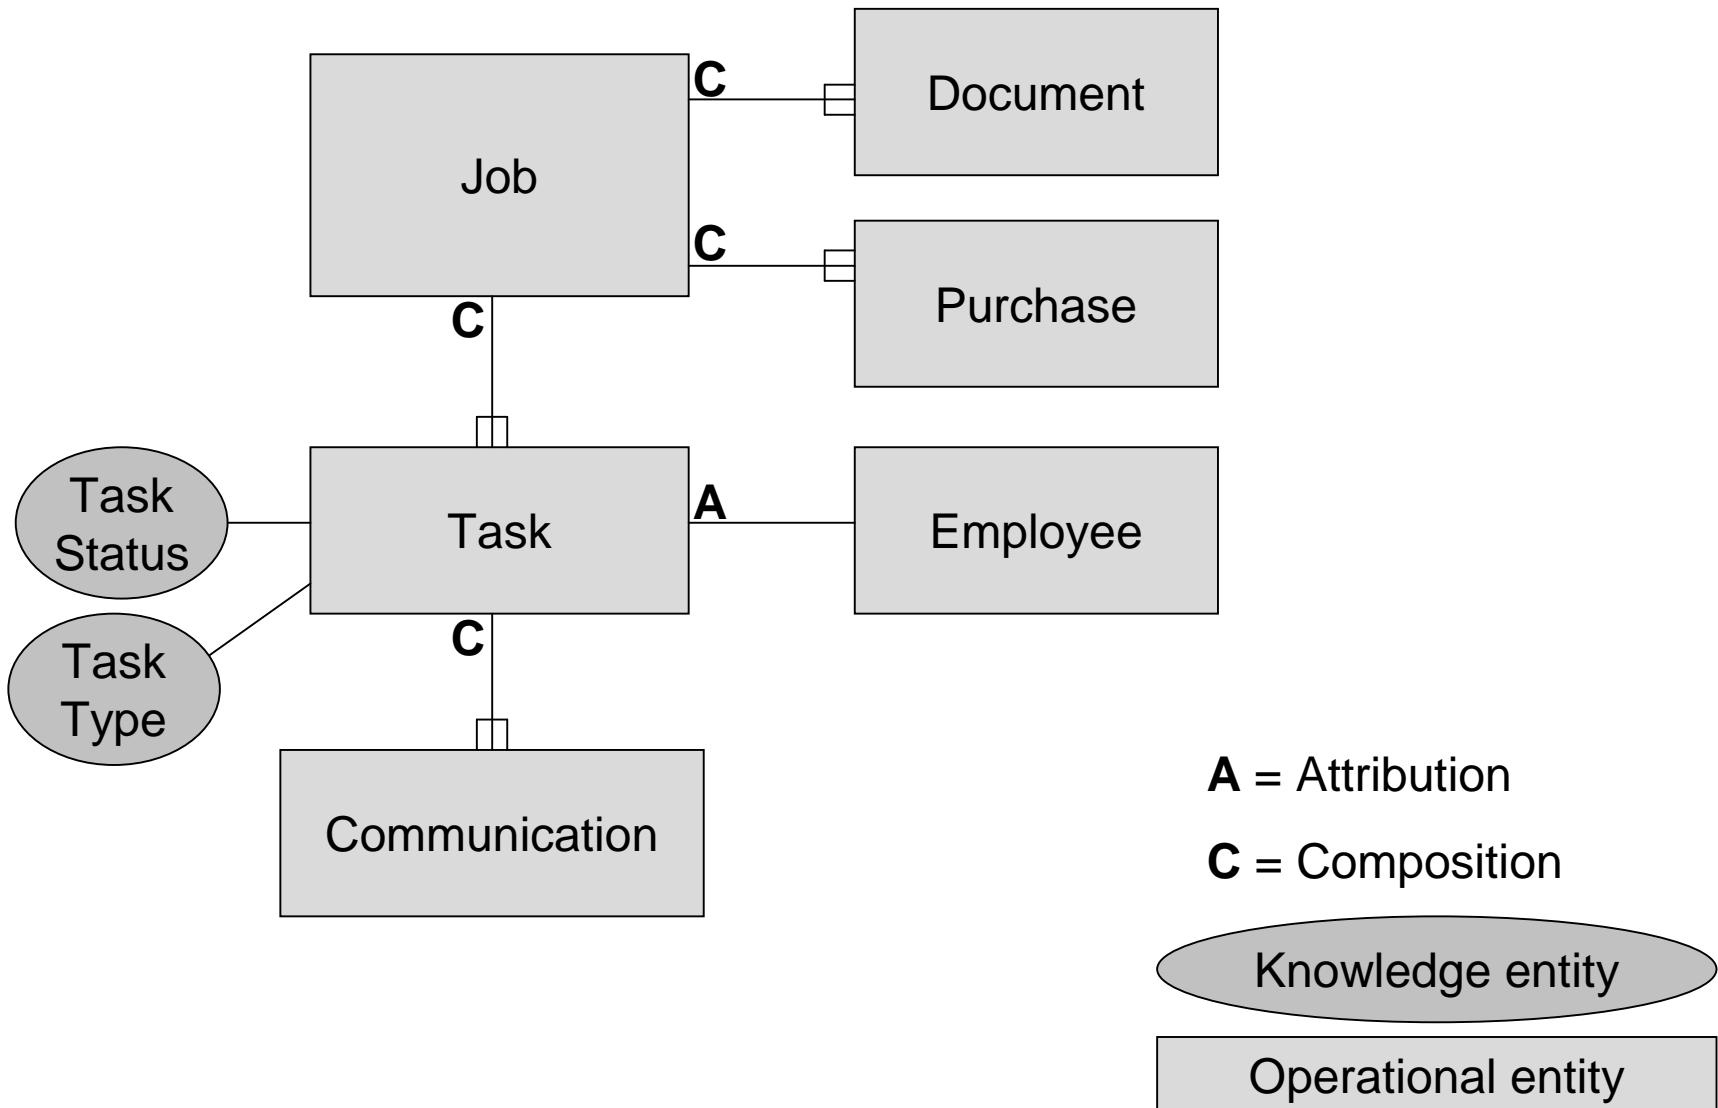 C
Document
Job
C
Purchase
C
Task
Status
Task
A
Employee
C
Task
Type
Communication
A = Attribution
C = Composition
Knowledge entity
Operational entity